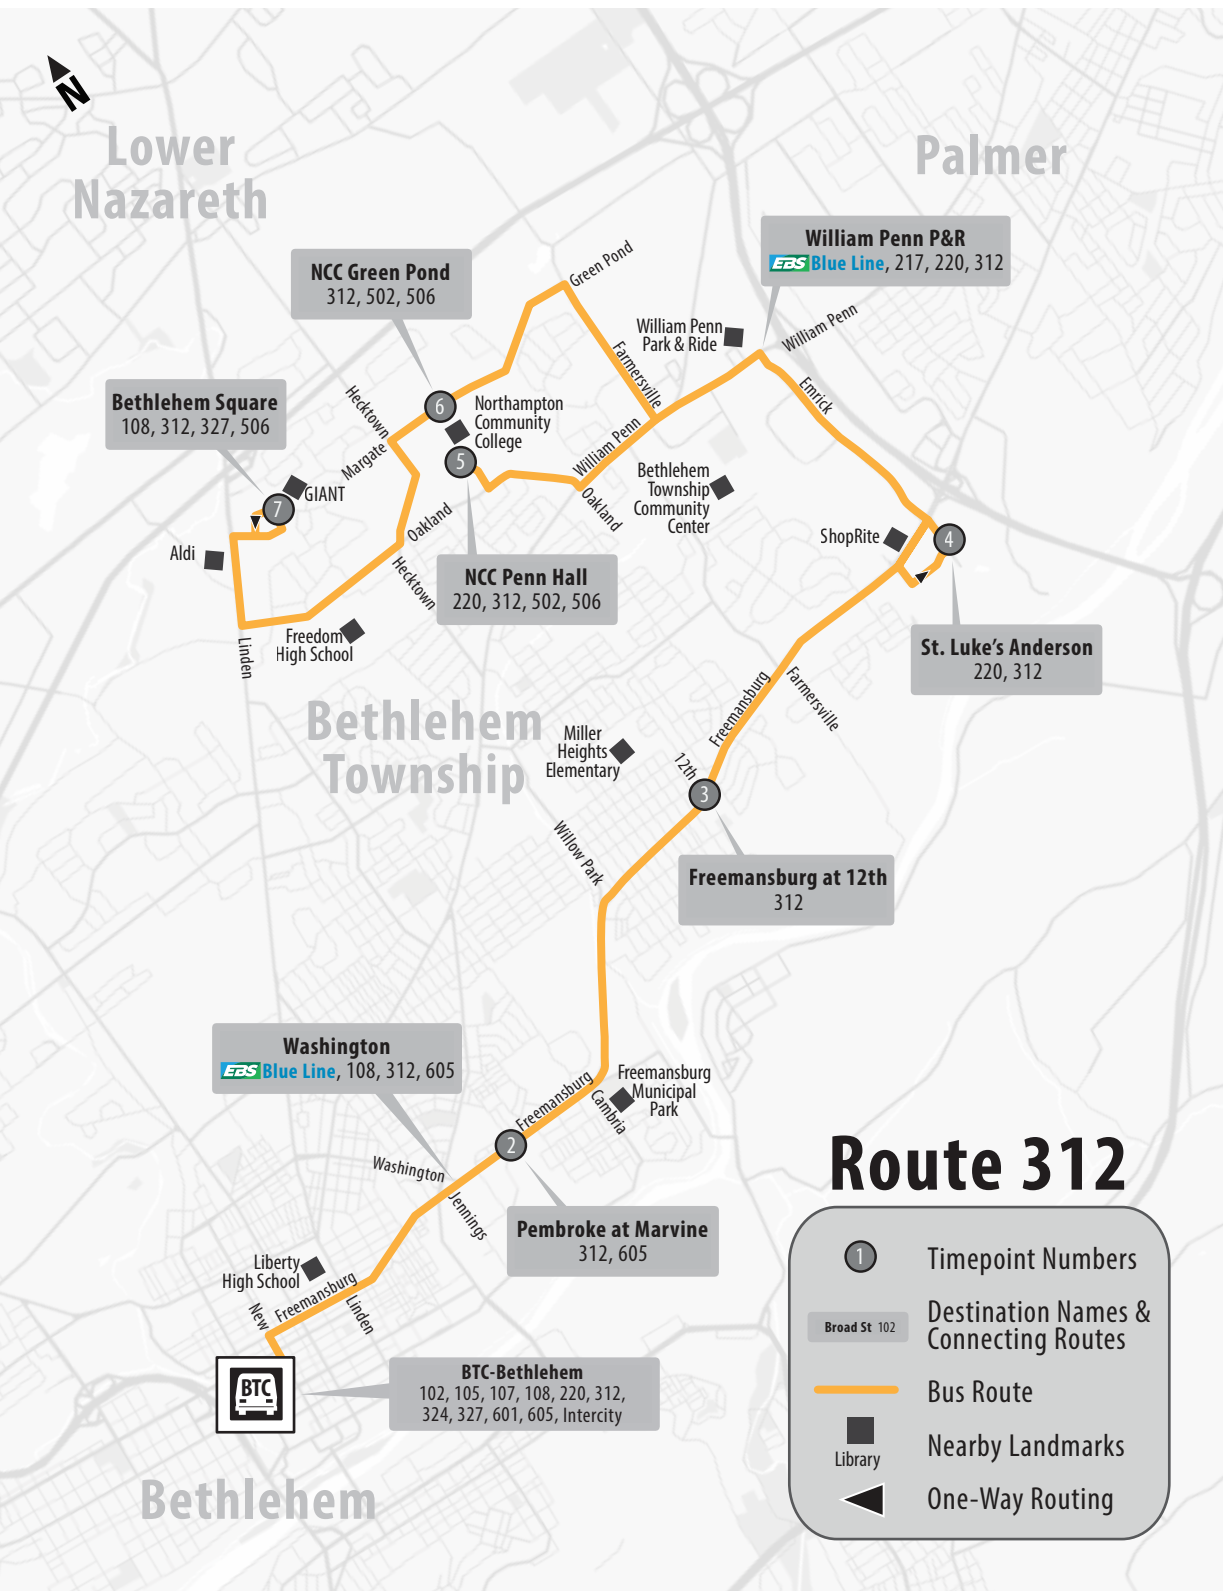 N
Lower
Nazareth
Palmer
William Penn P&R
EBS Blue Line, 217, 220, 312
NCC Green Pond
312, 502, 506
Green Pond
William Penn
Park & Ride
William Penn
Farmersville
Emrick
Bethlehem Square
108, 312, 327, 506
Hecktown
6
Northampton
Community
College
Margate
5
William Penn
Bethlehem
Township
Community
Center
GIANT
7
Oakland
Oakland
ShopRite
4
Aldi
Hecktown
NCC Penn Hall
220, 312, 502, 506
Freedom
High School
Linden
St. Luke's Anderson
220, 312
Farmersville
Freemansburg
Bethlehem
Township
Miller
Heights
Elementary
12th
3
Willow Park
Freemansburg at 12th
312
Washington
EBS Blue Line, 108, 312, 605
Freemansburg
Municipal
Park
Freemansburg
Cambria
2
Washington
Jennings
Pembroke at Marvine
312, 605
Liberty
High School
Freemansburg
New
Linden
BTC
BTC-Bethlehem
102, 105, 107, 108, 220, 312,
324, 327, 601, 605, Intercity
Bethlehem
Route 312
1
Timepoint Numbers
Broad St 102
Destination Names &
Connecting Routes
Bus Route
Library
Nearby Landmarks
One-Way Routing